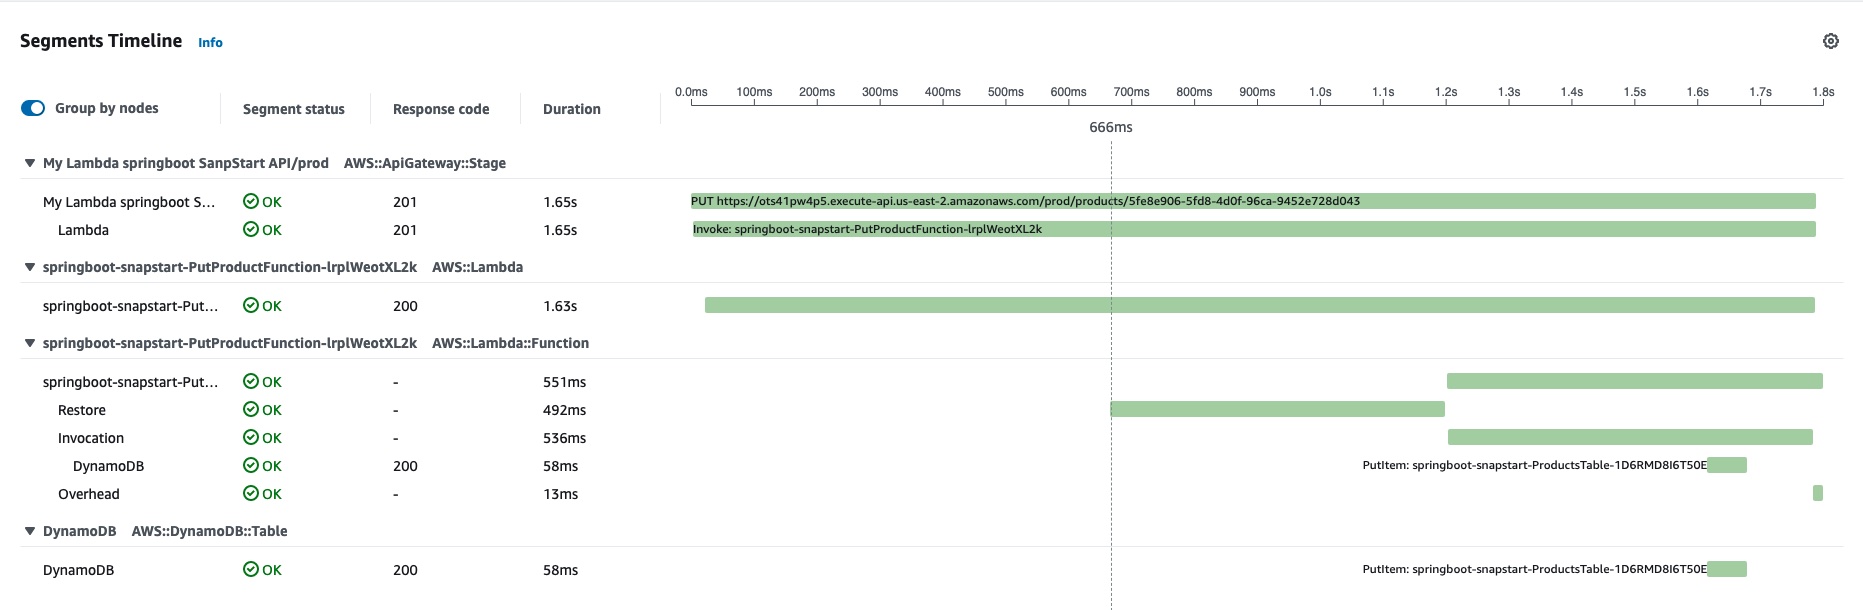 Segments Timeline Info
0.0ms 100ms 200ms 300ms 400ms 500ms 600ms 700ms 800ms 900ms 1.0s 1.1s 1.2s 1.3s 1.4s 1.5s 1.6s 1.7s 1.8s
Group by nodes Segment status Response code Duration
666ms
My Lambda springboot SanpStart API/prod AWS::ApiGateway::Stage
My Lambda springboot S... OK 201 1.65s PUT https://ots41pw4p5.execute-api.us-east-2.amazonaws.com/prod/products/5fe8e906-5fd8-4d0f-96ca-9452e728d043
Lambda OK 201 1.65s Invoke: springboot-snapstart-PutProductFunction-lrplWeotXL2k
springboot-snapstart-PutProductFunction-lrplWeotXL2k AWS::Lambda
springboot-snapstart-Put... OK 200 1.63s
springboot-snapstart-PutProductFunction-lrplWeotXL2k AWS::Lambda::Function
springboot-snapstart-Put... OK - 551ms
Restore OK - 492ms
Invocation OK - 536ms
DynamoDB OK 200 58ms PutItem: springboot-snapstart-ProductsTable-1D6RMD8I6T50E
Overhead OK - 13ms
DynamoDB AWS::DynamoDB::Table
DynamoDB OK 200 58ms PutItem: springboot-snapstart-ProductsTable-1D6RMD8I6T50E